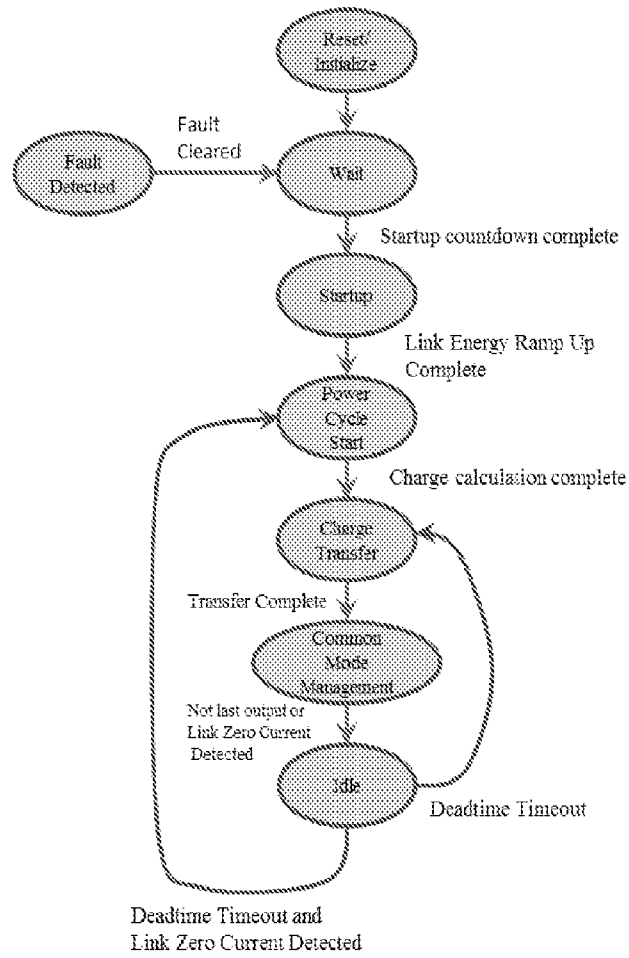 Reset/
Initialize
Fault
Cleared
Fault
Detected
Wait
Startup countdown complete
Startup
Link Energy Ramp Up
Complete
Power
Cycle
Start
Charge calculation complete
Charge
Transfer
Transfer Complete
Common
Mode
Management
Not last output or
Link Zero Current
Detected
Idle
Deadtime Timeout
Deadtime Timeout and
Link Zero Current Detected